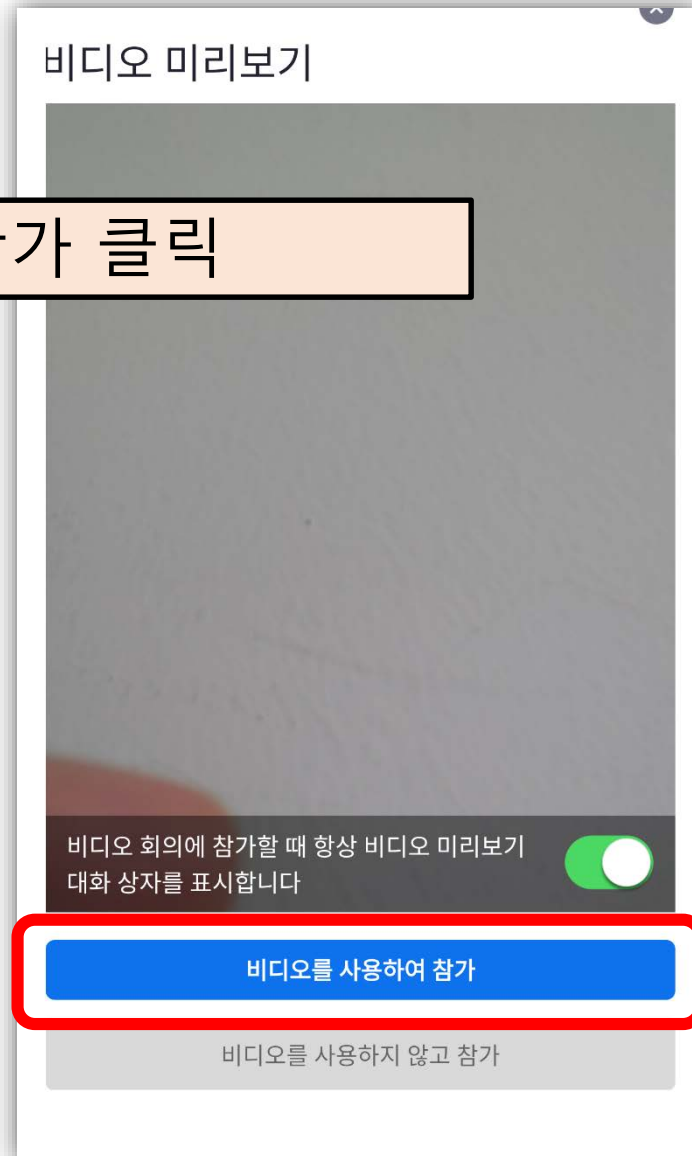 비디오 미리보기
가 클릭
비디오 회의에 참가할 때 항상 비디오 미리보기
대화 상자를 표시합니다
비디오를 사용하여 참가
비디오를 사용하지 않고 참가